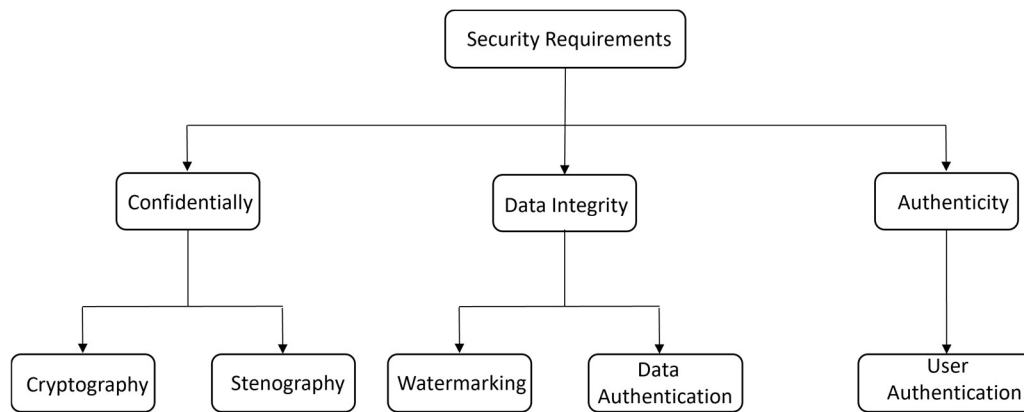 Security Requirements
Confidentially
Data Integrity
Authenticity
Cryptography
Stenography
Watermarking
Data
Authentication
User
Authentication